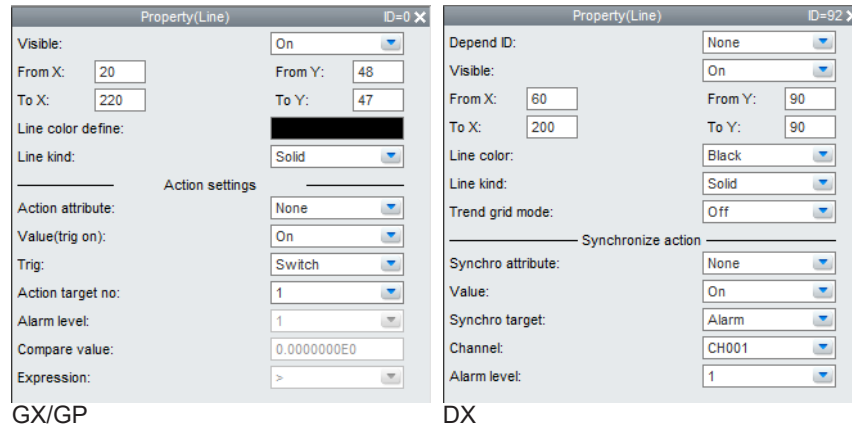 Property(Line) ID=0
Visible: On
From X: 20 From Y: 48
To X: 220 To Y: 47
Line color define:
Line kind: Solid
Action settings
Action attribute: None
Value(trig on): On
Trig: Switch
Action target no: 1
Alarm level: 1
Compare value: 0.0000000E0
Expression: >
GX/GP
Property(Line) ID=92
Depend ID: None
Visible: On
From X: 60 From Y: 90
To X: 200 To Y: 90
Line color: Black
Line kind: Solid
Trend grid mode: Off
Synchronize action
Synchro attribute: None
Value: On
Synchro target: Alarm
Channel: CH001
Alarm level: 1
DX